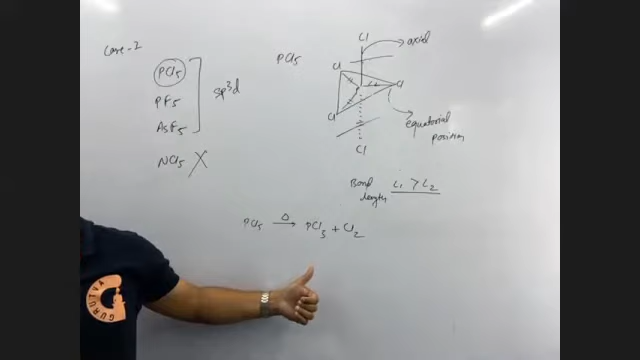 Case-2
PCl5
PF5
AsF5
NCl5 X
sp³d
PCl5
Cl
axial
Cl
Cl
P
Cl
Cl
equatorial
position
Bond
length
L1 > L2
PCl5 →Δ PCl3 + Cl2
GURUTVA